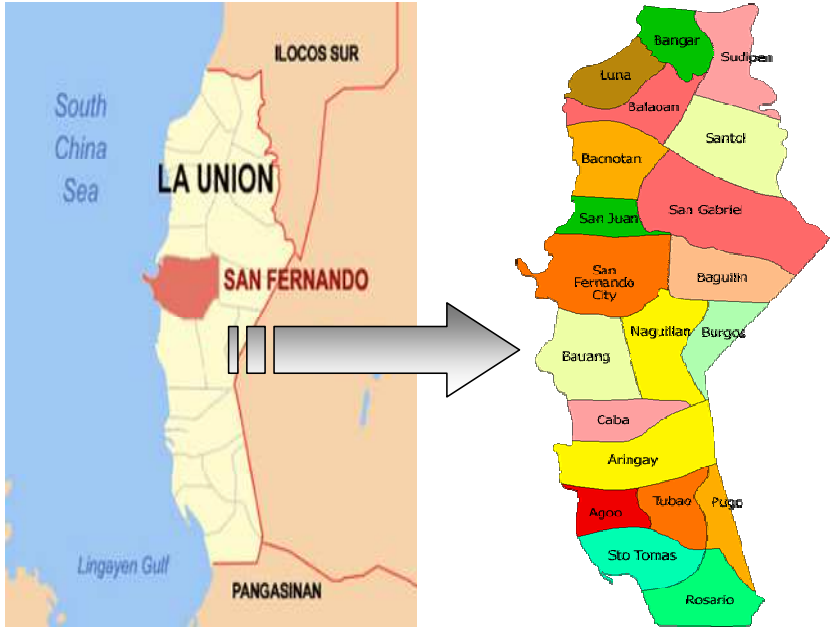 ILOCOS SUR
South
China
Sea
LA UNION
SAN FERNANDO
Lingayen Gulf
PANGASINAN
Bangar
Sudipen
Luna
Balaoan
Santol
Bacnotan
San Gabriel
San Juan
San
Fernando
City
Bagulin
Naguilian
Burgos
Bauang
Caba
Aringay
Agoo
Tubao
Pugo
Sto Tomas
Rosario